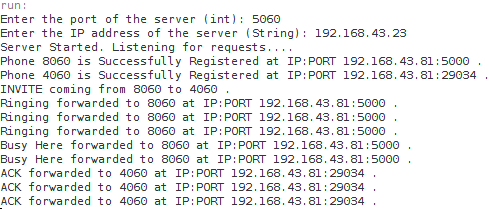 run:
Enter the port of the server (int): 5060
Enter the IP address of the server (String): 192.168.43.23
Server Started. Listening for requests....
Phone 8060 is Successfully Registered at IP:PORT 192.168.43.81:5000 .
Phone 4060 is Successfully Registered at IP:PORT 192.168.43.81:29034 .
INVITE coming from 8060 to 4060 .
Ringing forwarded to 8060 at IP:PORT 192.168.43.81:5000 .
Ringing forwarded to 8060 at IP:PORT 192.168.43.81:5000 .
Ringing forwarded to 8060 at IP:PORT 192.168.43.81:5000 .
Busy Here forwarded to 8060 at IP:PORT 192.168.43.81:5000 .
Busy Here forwarded to 8060 at IP:PORT 192.168.43.81:5000 .
ACK forwarded to 4060 at IP:PORT 192.168.43.81:29034 .
ACK forwarded to 4060 at IP:PORT 192.168.43.81:29034 .
ACK forwarded to 4060 at IP:PORT 192.168.43.81:29034 .